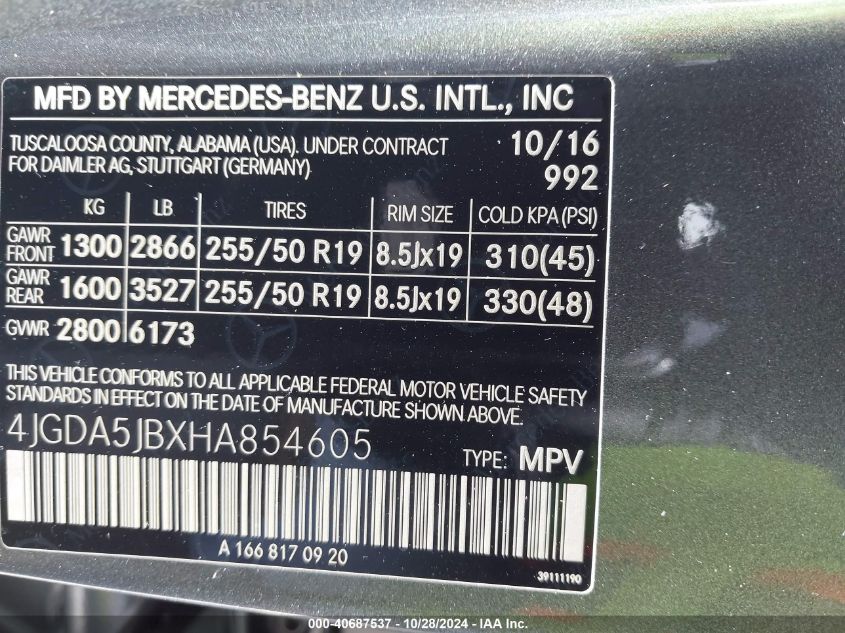 MFD BY MERCEDES-BENZ U.S. INTL., INC
TUSCALOOSA COUNTY, ALABAMA (USA). UNDER CONTRACT 10/16
FOR DAIMLER AG, STUTTGART (GERMANY) 992
KG LB TIRES RIM SIZE COLD KPA (PSI)
GAWR FRONT 1300 2866 255/50 R19 8.5Jx19 310(45)
GAWR REAR 1600 3527 255/50 R19 8.5Jx19 330(48)
GVWR 2800 6173
THIS VEHICLE CONFORMS TO ALL APPLICABLE FEDERAL MOTOR VEHICLE SAFETY
STANDARDS IN EFFECT ON THE DATE OF MANUFACTURE SHOWN ABOVE.
4JGDA5JBXHA854605 TYPE: MPV
A 166 817 09 20
39111190
000-40687537 - 10/28/2024 - IAA Inc.